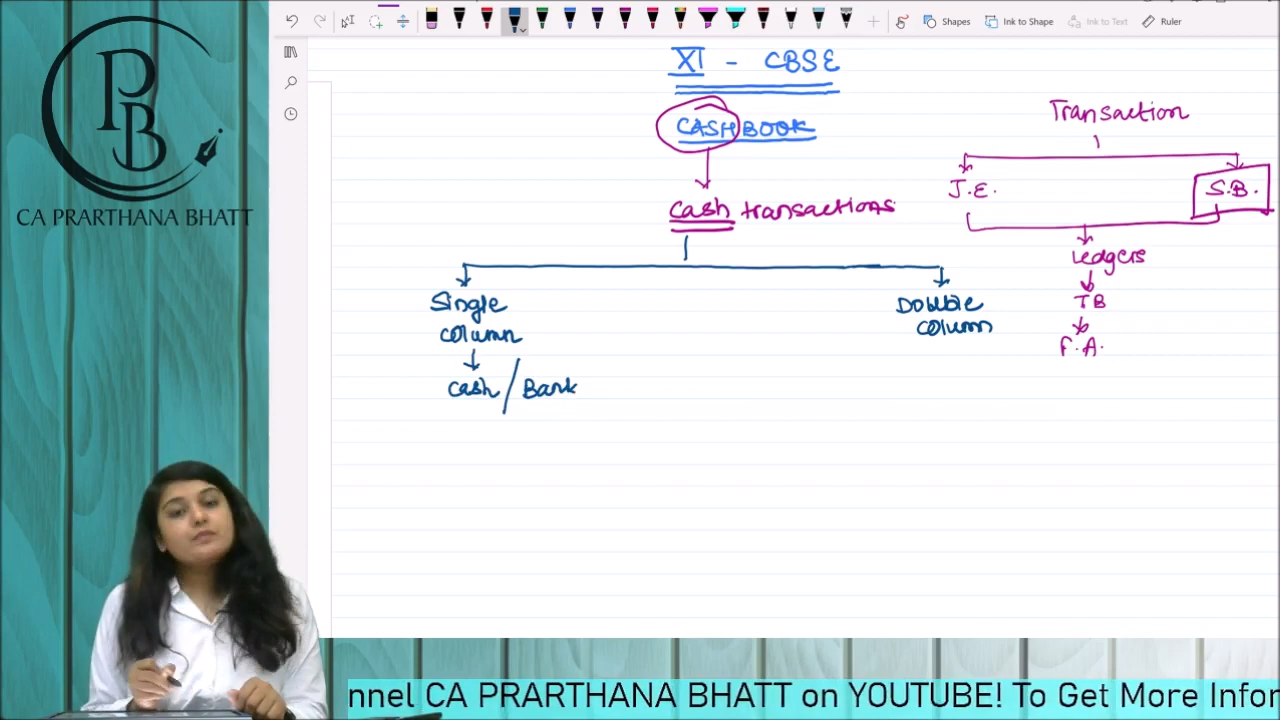 Shapes
Ink to Shape
Ink to Text
Ruler
PB
CA PRARTHANA BHATT
XI - CBSE
CASH BOOK
Cash transactions
Single
column
Cash / Bank
Double
column
Transaction
J.E.
S.B.
Ledgers
TB
F.A.
nnel CA PRARTHANA BHATT on YOUTUBE! To Get More Infor